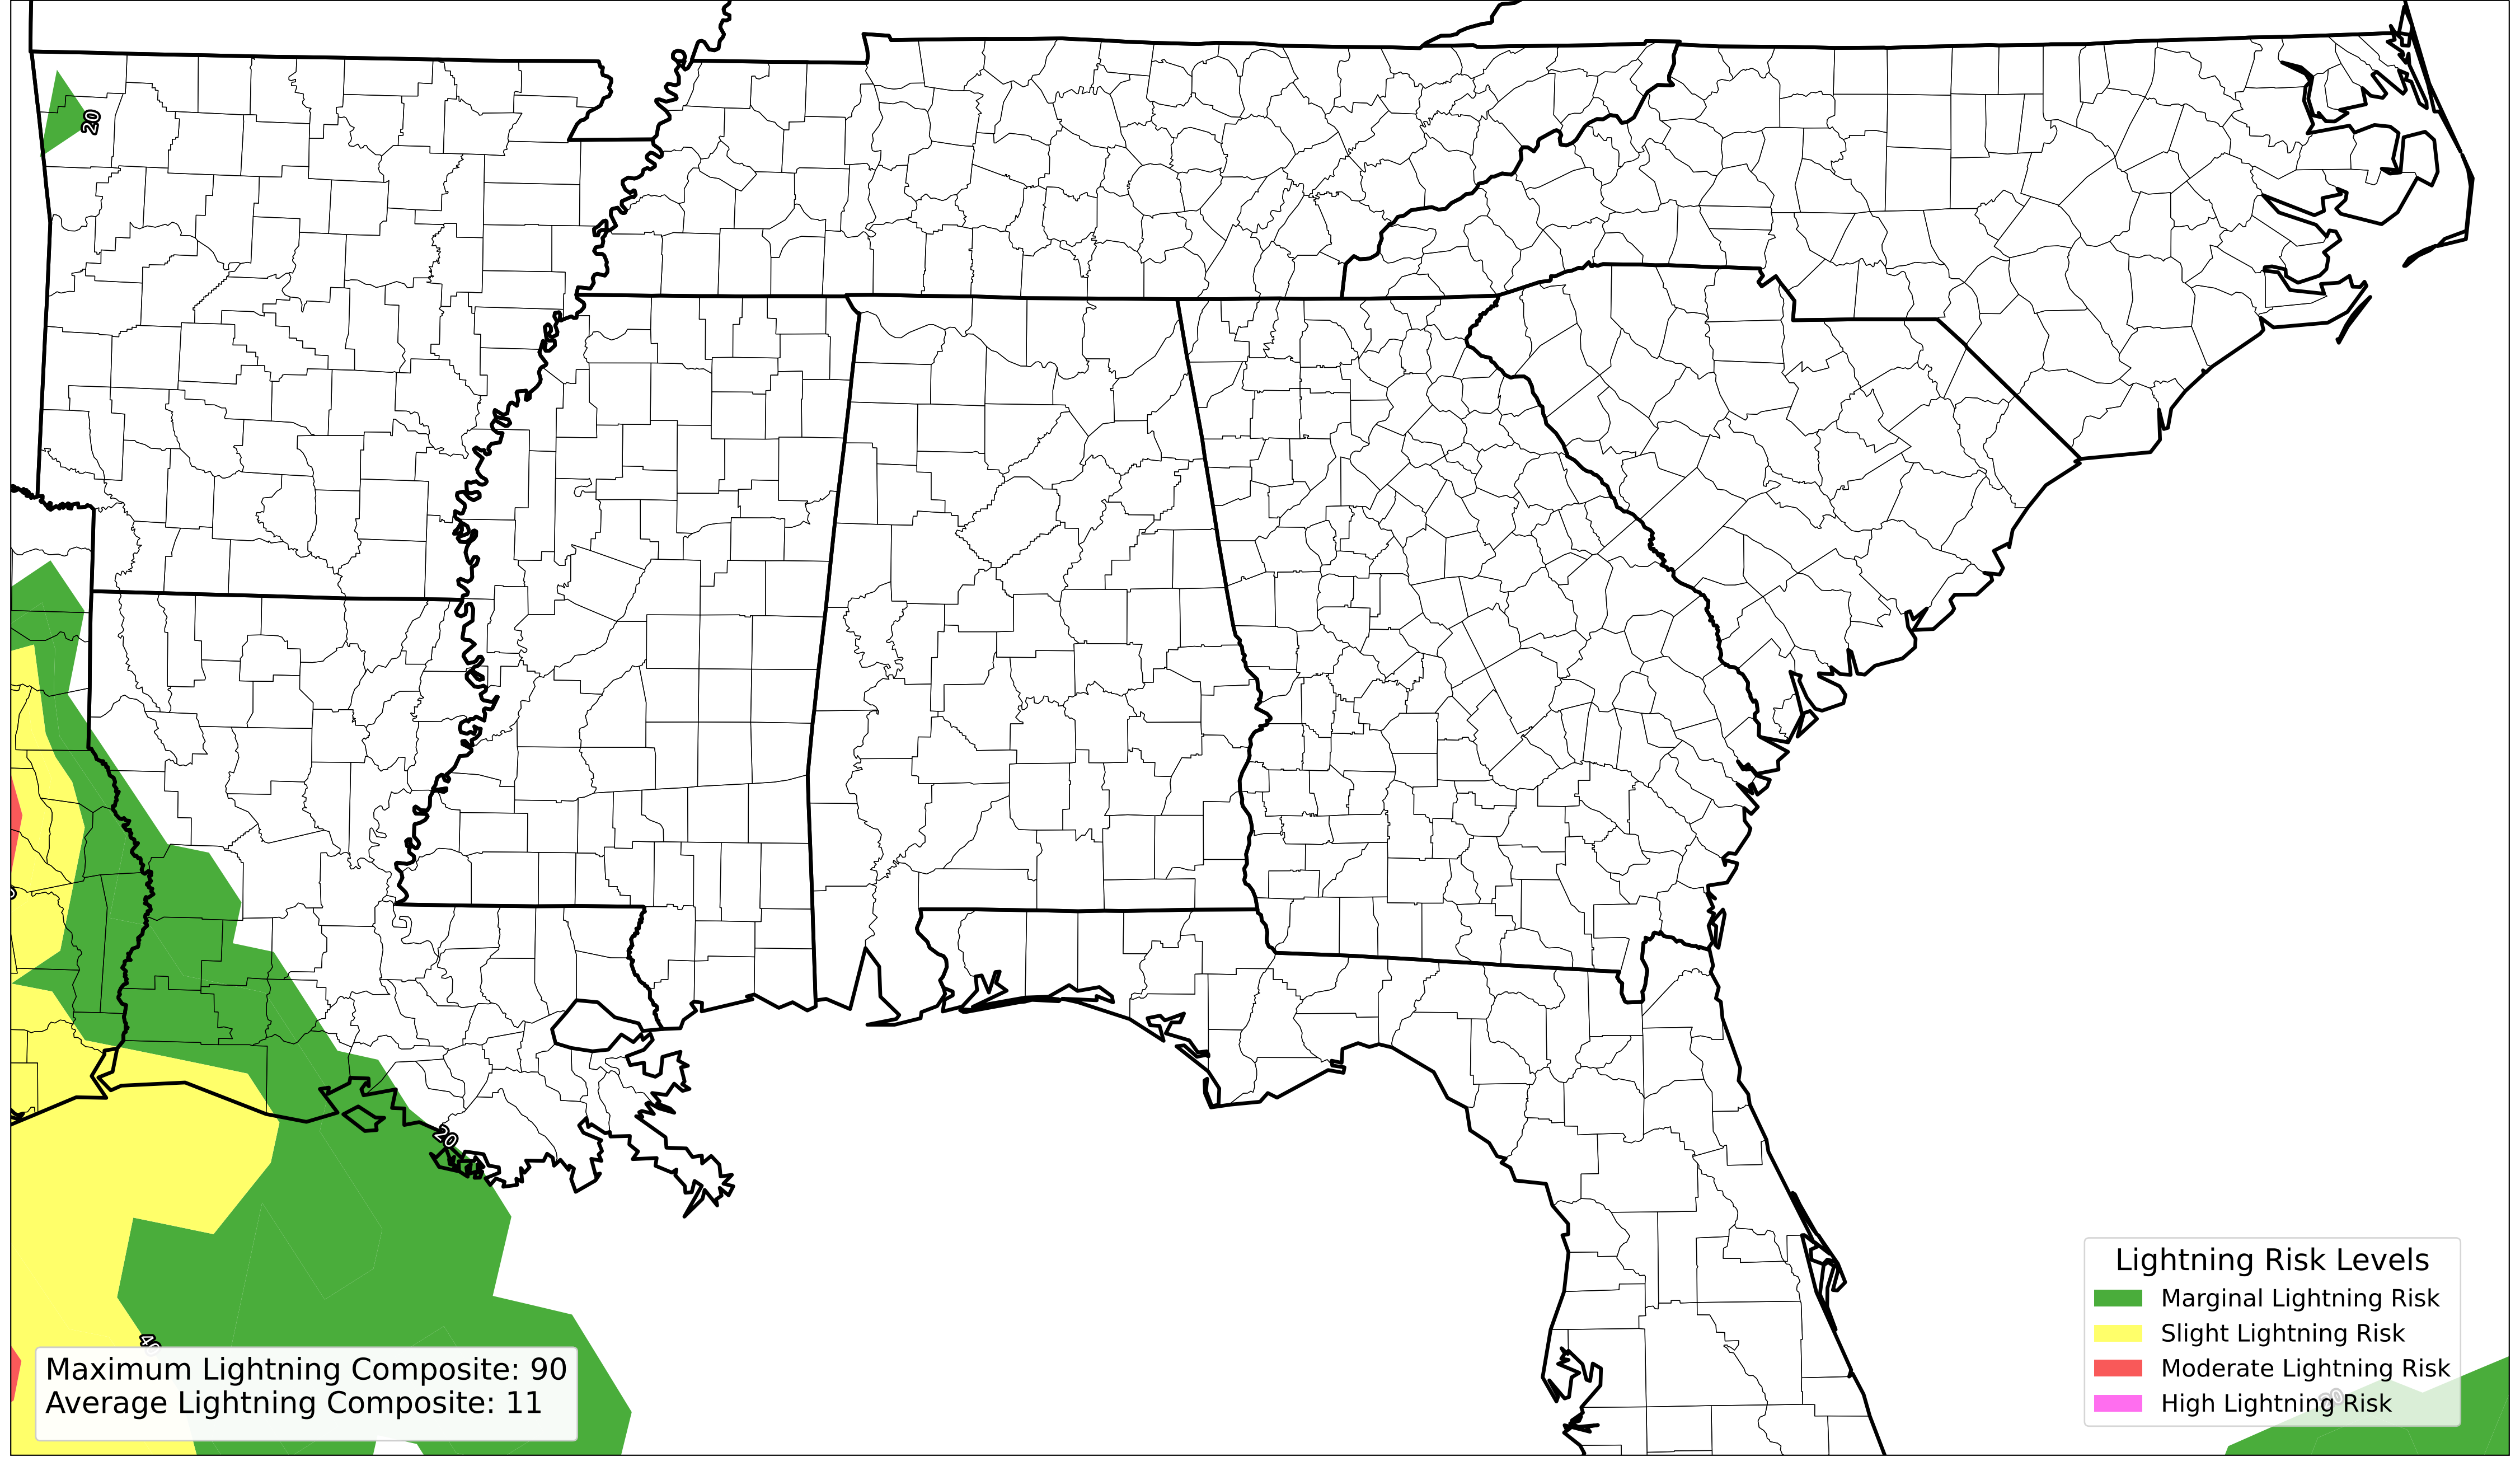 20
20
40
Maximum Lightning Composite: 90
Average Lightning Composite: 11
Lightning Risk Levels
Marginal Lightning Risk
Slight Lightning Risk
Moderate Lightning Risk
High Lightning Risk